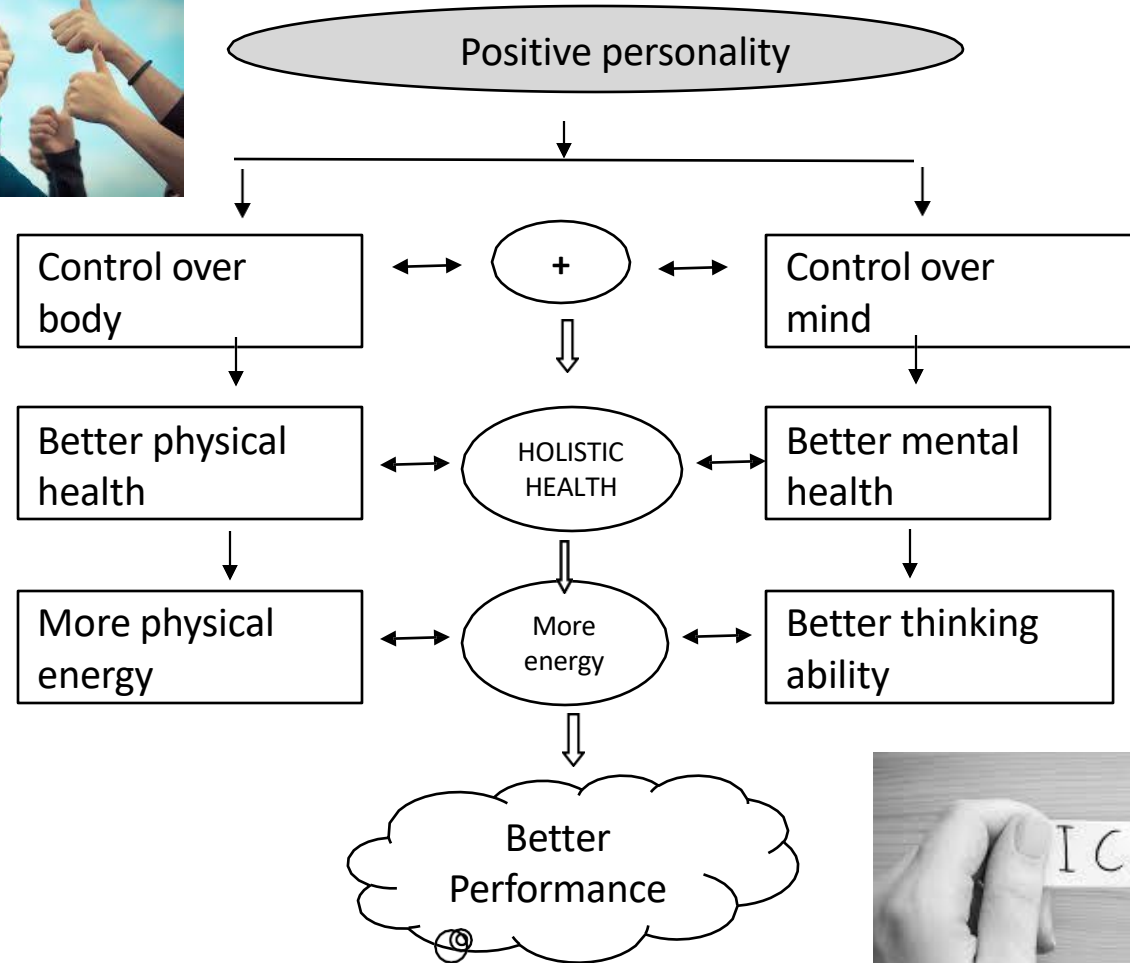 Positive personality
Control over
body
+
Control over
mind
Better physical
health
HOLISTIC
HEALTH
Better mental
health
More physical
energy
More
energy
Better thinking
ability
Better
Performance
I C